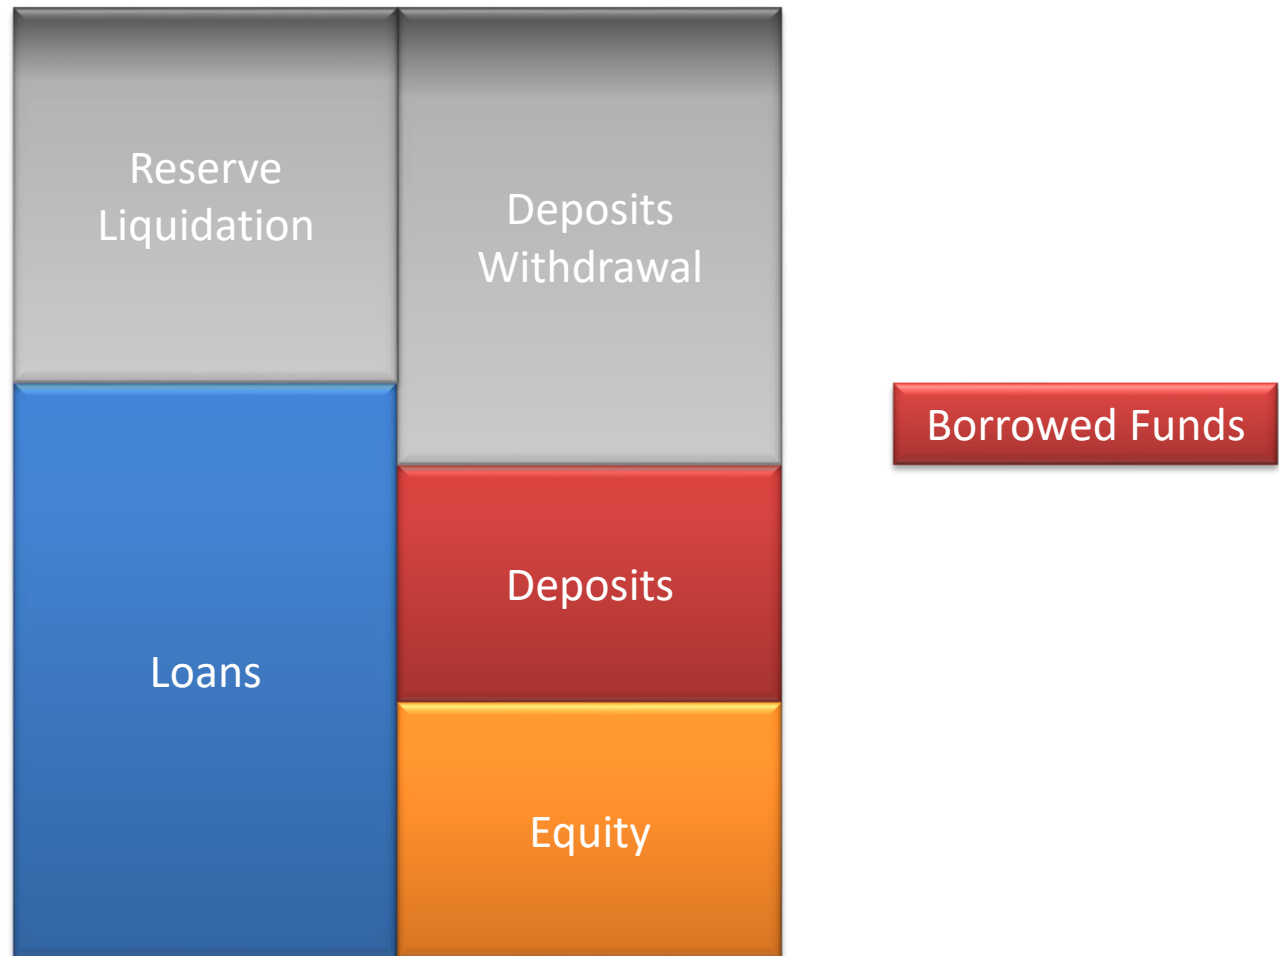 Reserve
Liquidation
Deposits
Withdrawal
Borrowed Funds
Deposits
Loans
Equity